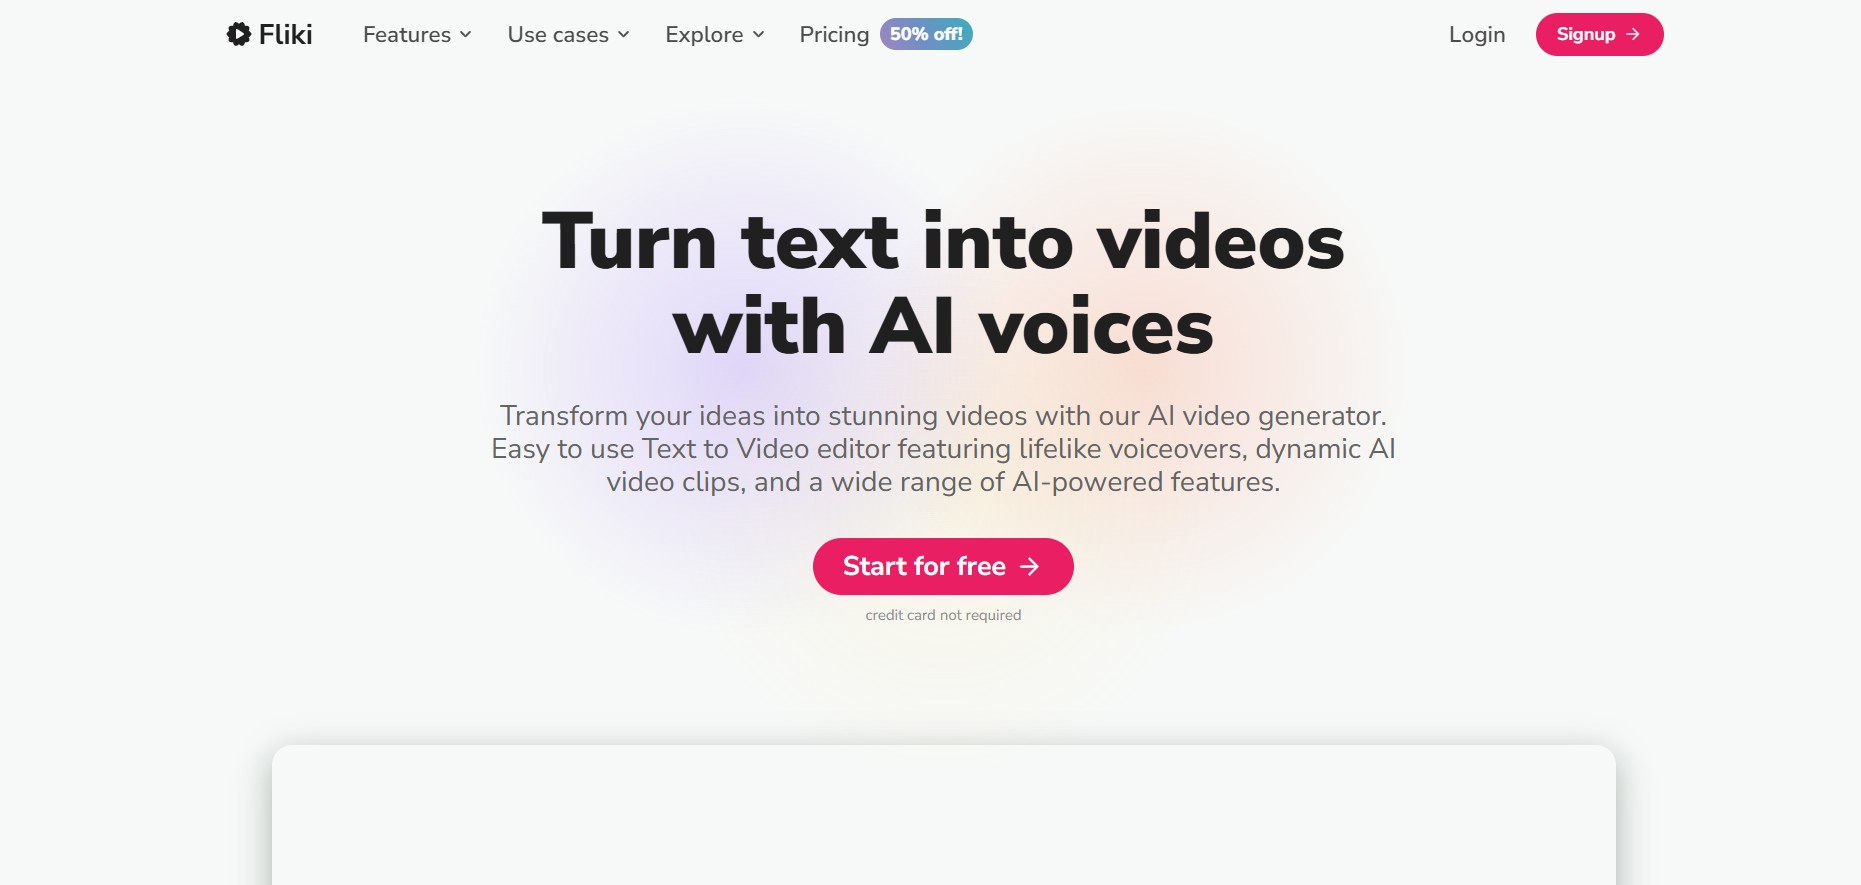 Fliki
Features
Use cases
Explore
Pricing
50% off!
Login
Signup
Turn text into videos
with AI voices
Transform your ideas into stunning videos with our AI video generator.
Easy to use Text to Video editor featuring lifelike voiceovers, dynamic AI
video clips, and a wide range of AI-powered features.
Start for free
credit card not required